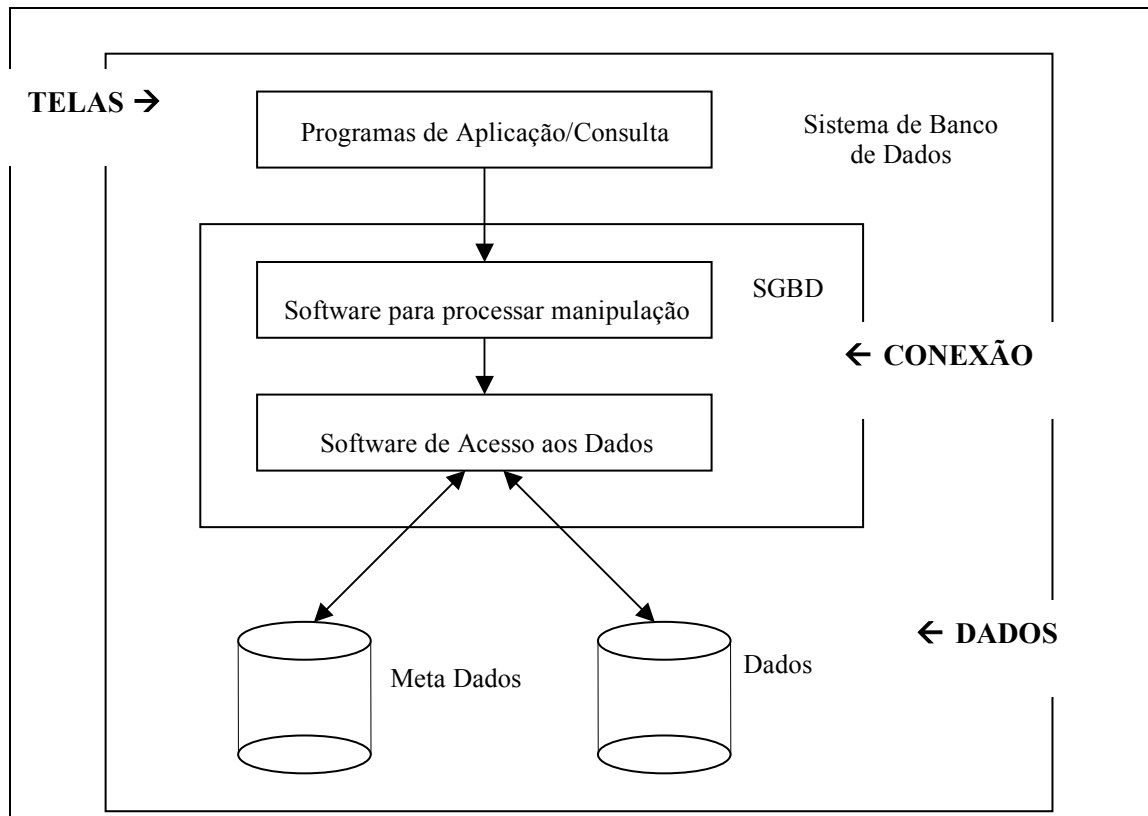 TELAS →
Programas de Aplicação/Consulta
Sistema de Banco
de Dados
Software para processar manipulação
SGBD
← CONEXÃO
Software de Acesso aos Dados
← DADOS
Meta Dados
Dados